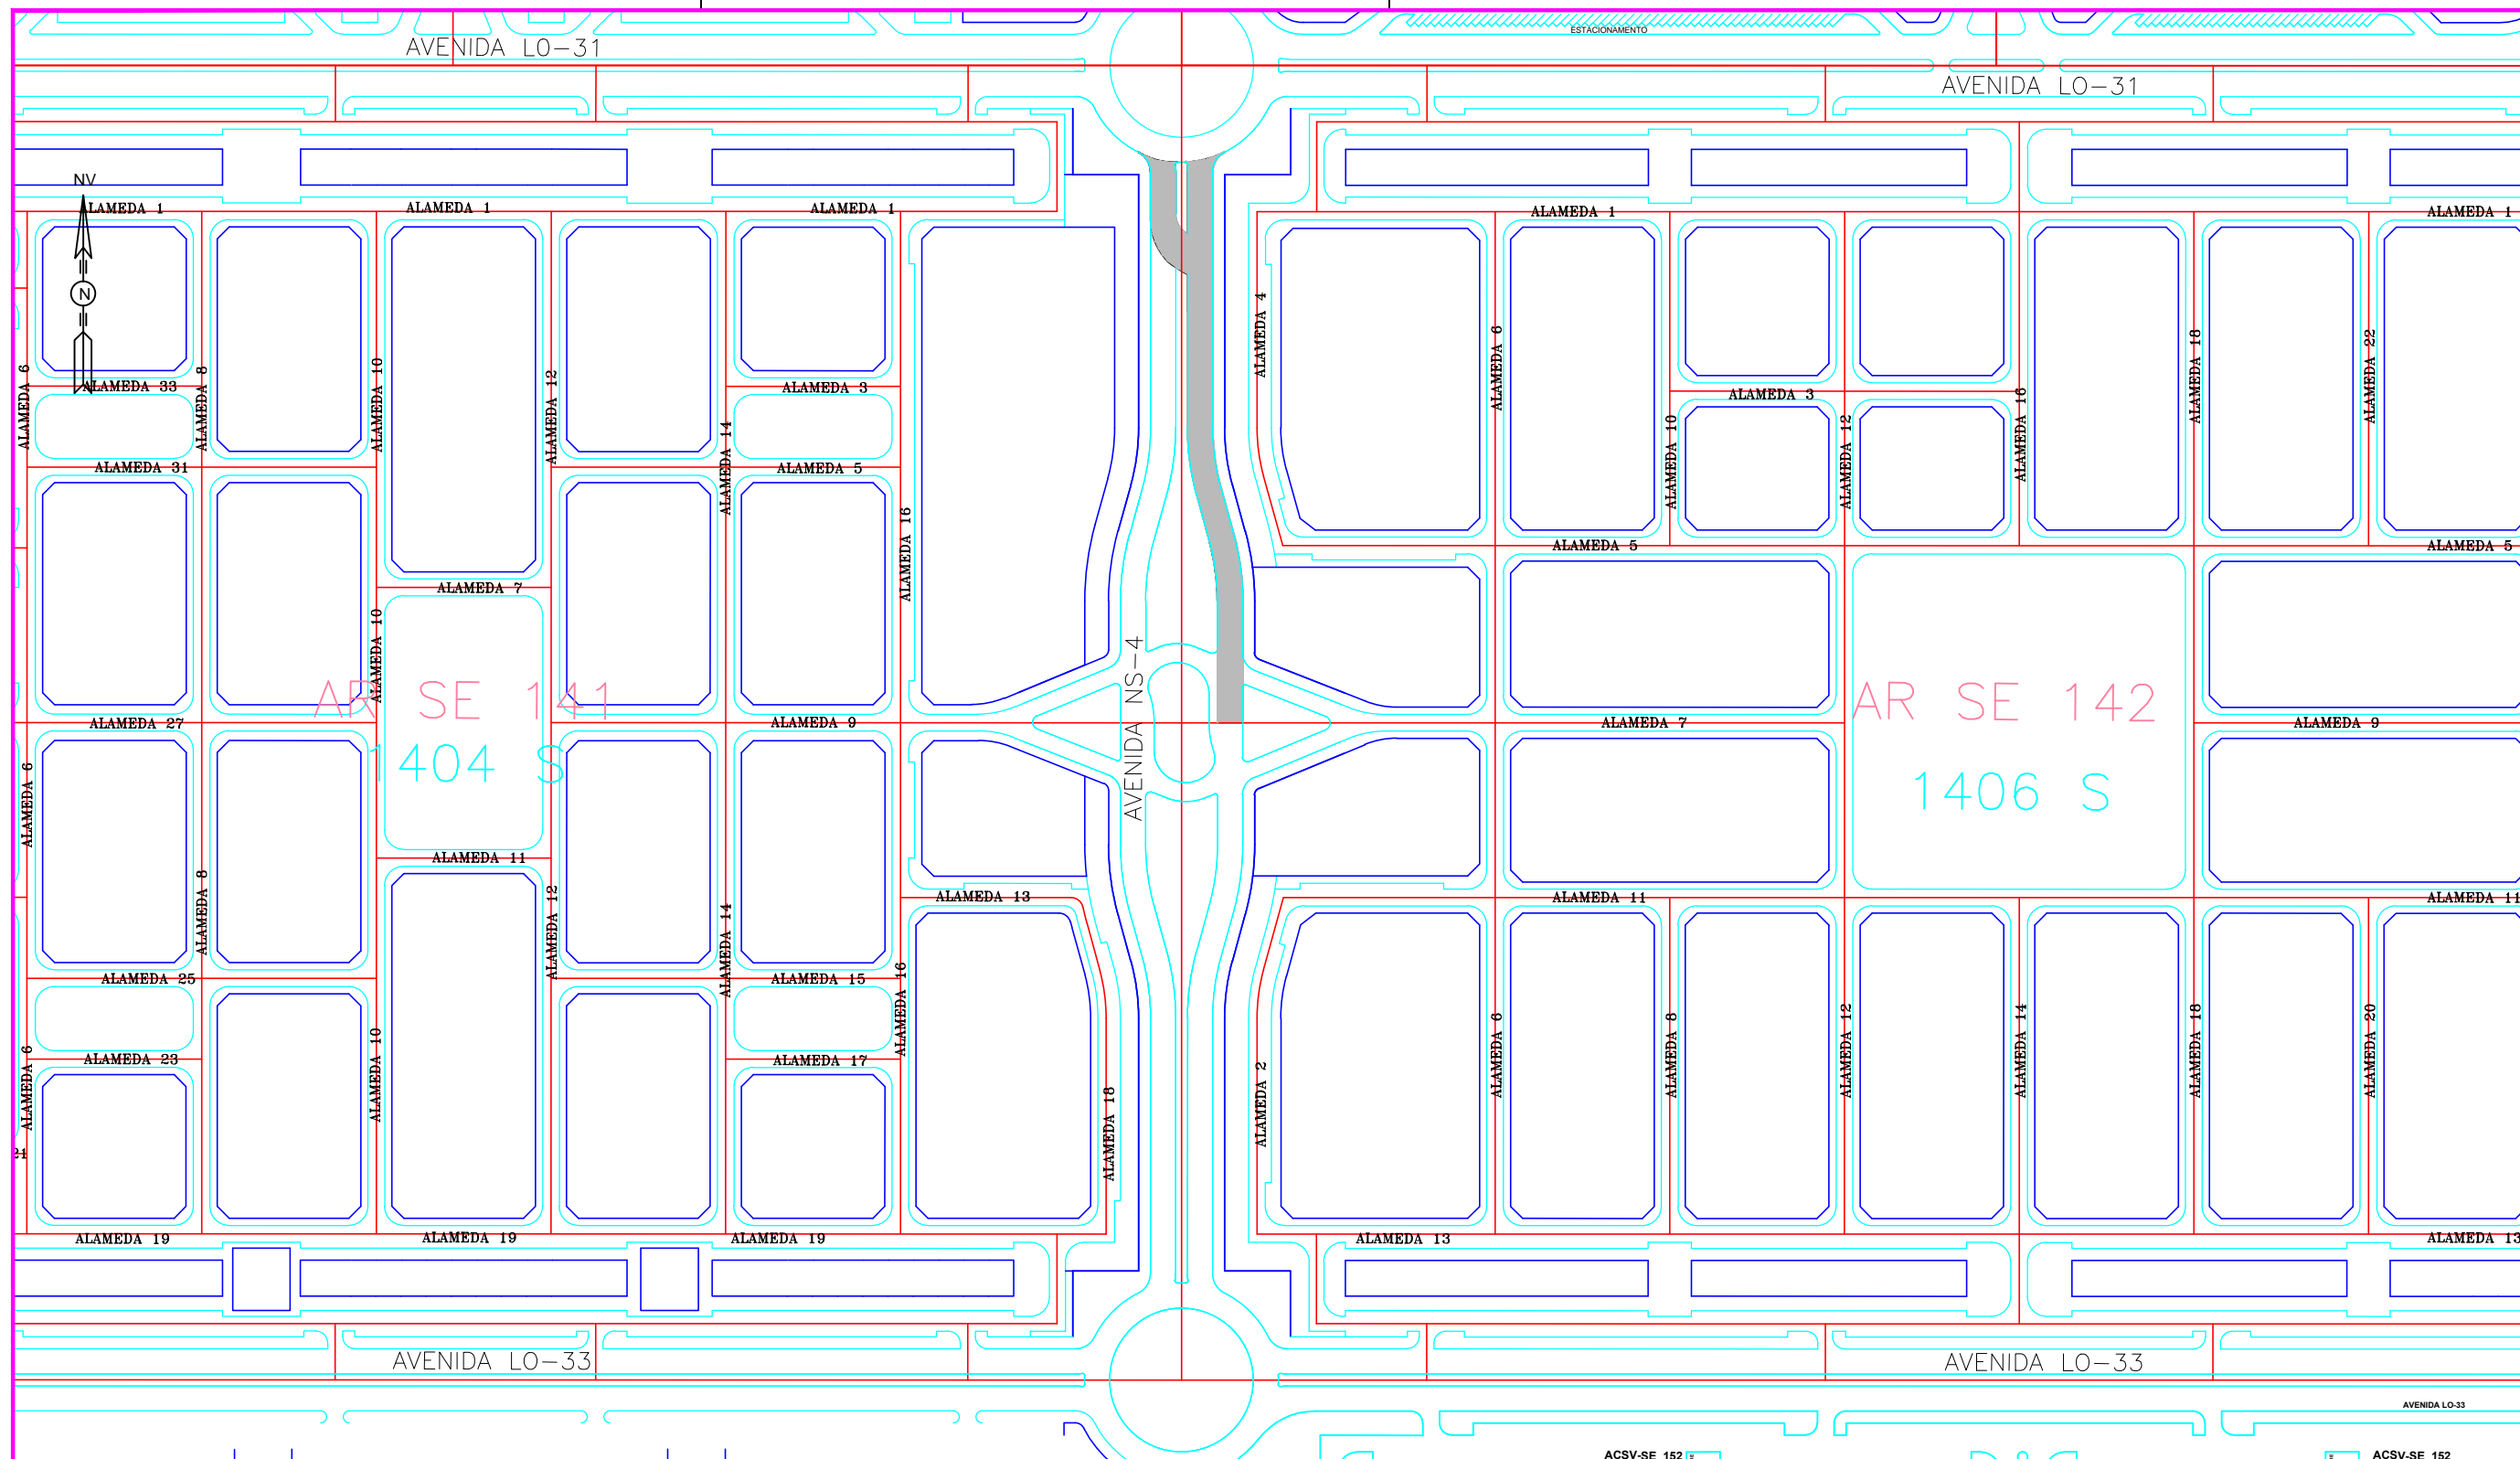 ESTACIONAMENTO
AVENIDA LO-31
AVENIDA LO-31
NV
N
ALAMEDA 1
ALAMEDA 1
ALAMEDA 1
ALAMEDA 1
ALAMEDA 1
ALAMEDA 4
ALAMEDA 6
ALAMEDA 18
ALAMEDA 22
ALAMEDA 6
ALAMEDA 33
ALAMEDA 8
ALAMEDA 10
ALAMEDA 12
ALAMEDA 3
ALAMEDA 3
ALAMEDA 16
ALAMEDA 10
ALAMEDA 12
ALAMEDA 14
ALAMEDA 31
ALAMEDA 5
ALAMEDA 16
ALAMEDA 5
ALAMEDA 5
ALAMEDA 7
ALAMEDA 10
AR SE 141
1404 S
AVENIDA NS-4
AR SE 142
1406 S
ALAMEDA 27
ALAMEDA 9
ALAMEDA 7
ALAMEDA 9
ALAMEDA 6
ALAMEDA 11
ALAMEDA 8
ALAMEDA 12
ALAMEDA 14
ALAMEDA 13
ALAMEDA 11
ALAMEDA 11
ALAMEDA 25
ALAMEDA 15
ALAMEDA 16
ALAMEDA 6
ALAMEDA 23
ALAMEDA 10
ALAMEDA 17
ALAMEDA 18
ALAMEDA 2
ALAMEDA 6
ALAMEDA 8
ALAMEDA 12
ALAMEDA 14
ALAMEDA 18
ALAMEDA 20
21
ALAMEDA 19
ALAMEDA 19
ALAMEDA 19
ALAMEDA 13
ALAMEDA 13
AVENIDA LO-33
AVENIDA LO-33
AVENIDA LO-33
ACSV-SE 152
ACSV-SE 152